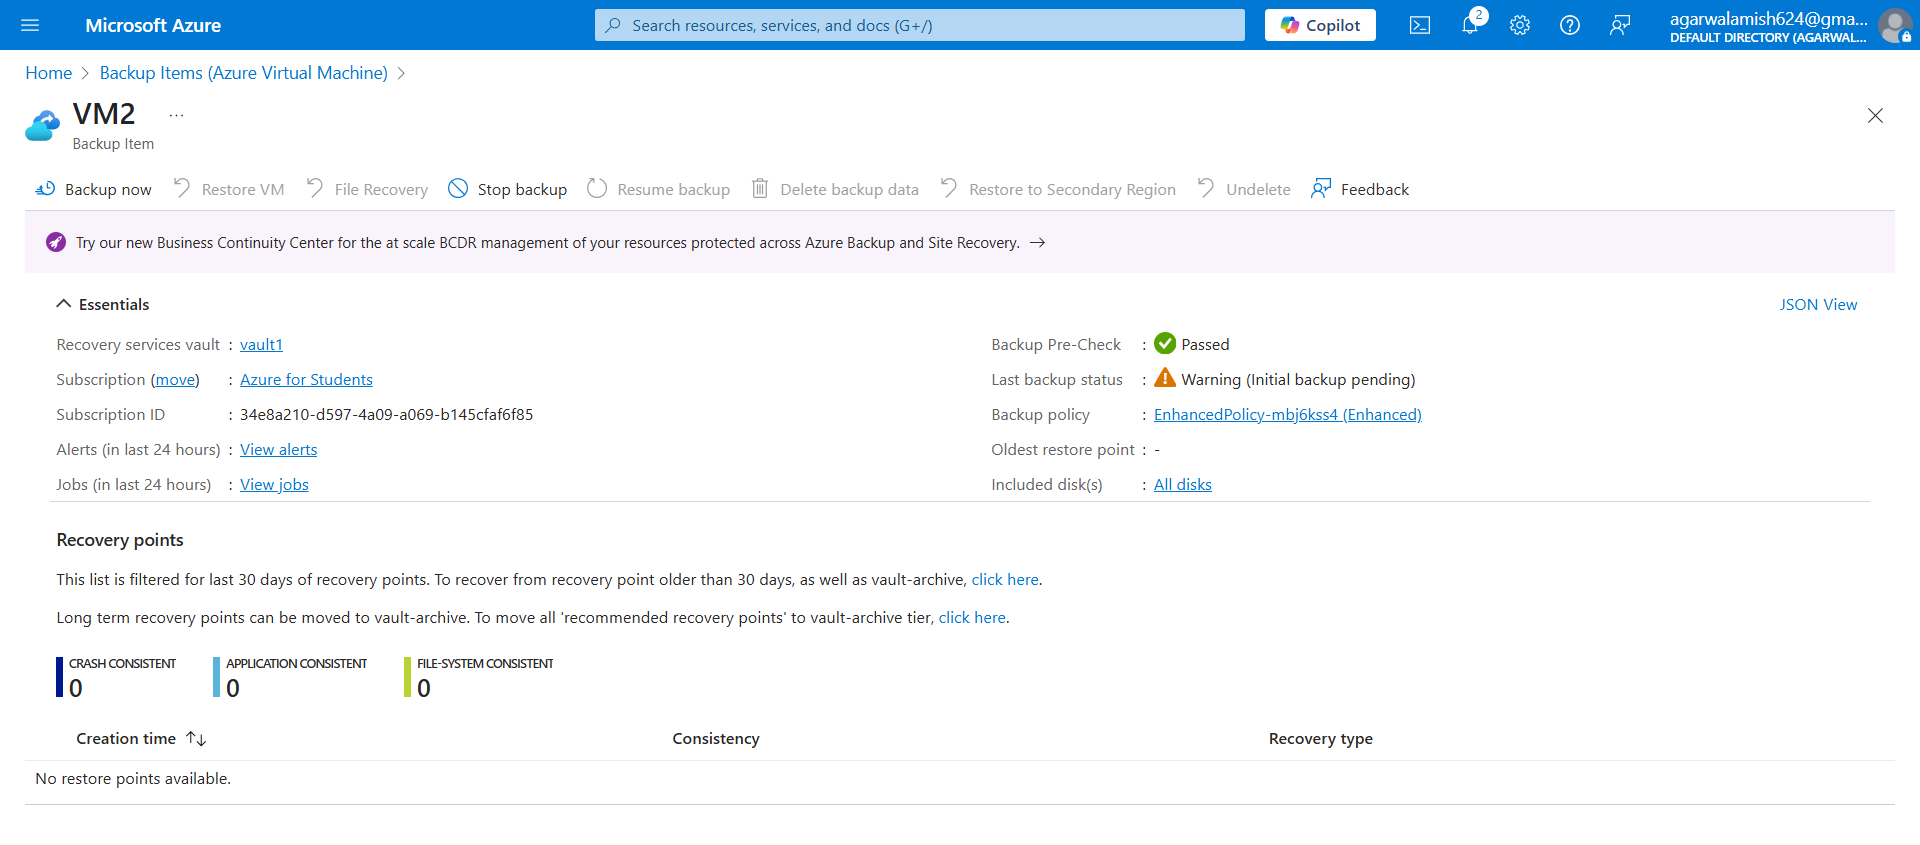 Microsoft Azure
Search resources, services, and docs (G+/)
Copilot
2
agarwalamish624@gma...
DEFAULT DIRECTORY (AGARWAL...
Home > Backup Items (Azure Virtual Machine) >
VM2 ...
Backup Item
Backup now Restore VM File Recovery Stop backup Resume backup Delete backup data Restore to Secondary Region Undelete Feedback
Try our new Business Continuity Center for the at scale BCDR management of your resources protected across Azure Backup and Site Recovery. →
Essentials
JSON View
Recovery services vault : vault1
Subscription (move) : Azure for Students
Subscription ID : 34e8a210-d597-4a09-a069-b145cfaf6f85
Alerts (in last 24 hours) : View alerts
Jobs (in last 24 hours) : View jobs
Backup Pre-Check : Passed
Last backup status : Warning (Initial backup pending)
Backup policy : EnhancedPolicy-mbj6kss4 (Enhanced)
Oldest restore point : -
Included disk(s) : All disks
Recovery points
This list is filtered for last 30 days of recovery points. To recover from recovery point older than 30 days, as well as vault-archive, click here.
Long term recovery points can be moved to vault-archive. To move all 'recommended recovery points' to vault-archive tier, click here.
CRASH CONSISTENT
0
APPLICATION CONSISTENT
0
FILE-SYSTEM CONSISTENT
0
Creation time ↑↓ Consistency Recovery type
No restore points available.